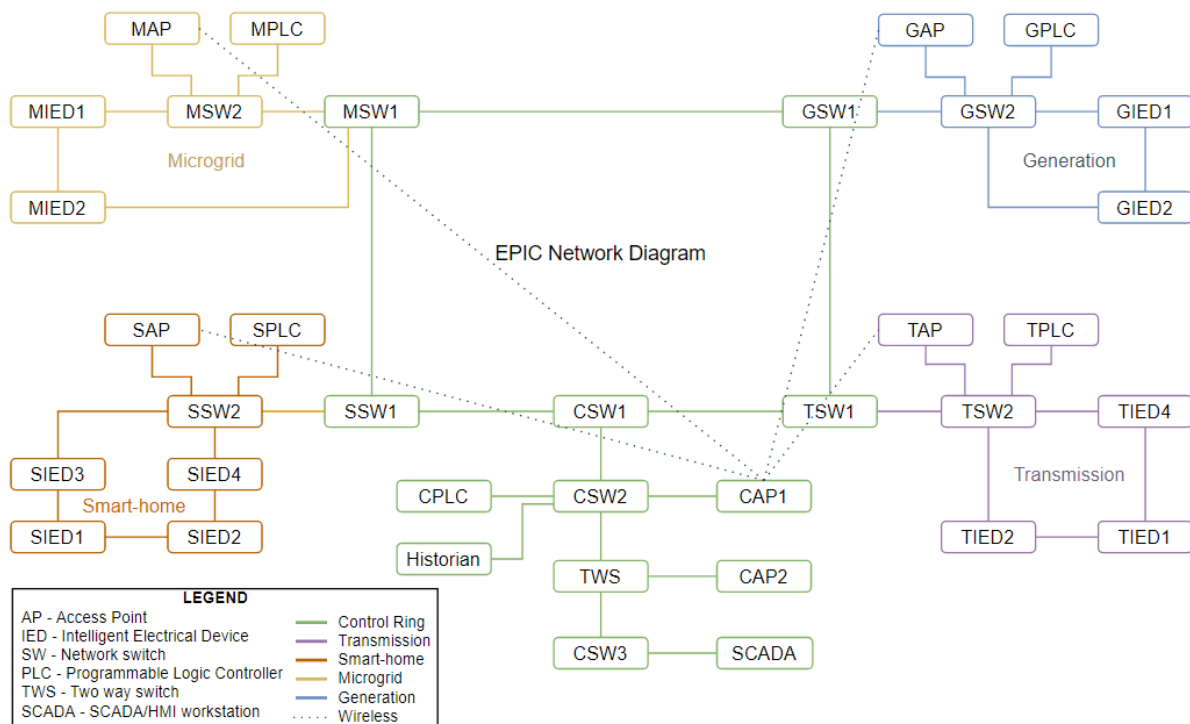 MAP MPLC GAP GPLC
MIED1 MSW2 MSW1 GSW1 GSW2 GIED1
Microgrid Generation
MIED2 GIED2
EPIC Network Diagram
SAP SPLC TAP TPLC
SSW2 SSW1 CSW1 TSW1 TSW2 TIED4
SIED3 SIED4 Transmission
CPLC CSW2 CAP1
Smart-home
SIED1 SIED2 TIED2 TIED1
Historian
TWS CAP2
CSW3 SCADA
LEGEND
AP - Access Point
IED - Intelligent Electrical Device
SW - Network switch
PLC - Programmable Logic Controller
TWS - Two way switch
SCADA - SCADA/HMI workstation
Control Ring
Transmission
Smart-home
Microgrid
Generation
Wireless